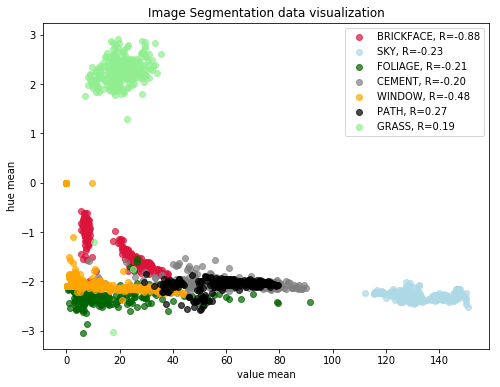 Image Segmentation data visualization
BRICKFACE, R=-0.88
SKY, R=-0.23
FOLIAGE, R=-0.21
CEMENT, R=-0.20
WINDOW, R=-0.48
PATH, R=0.27
GRASS, R=0.19
hue mean
3
2
1
0
−1
−2
−3
0 20 40 60 80 100 120 140
value mean